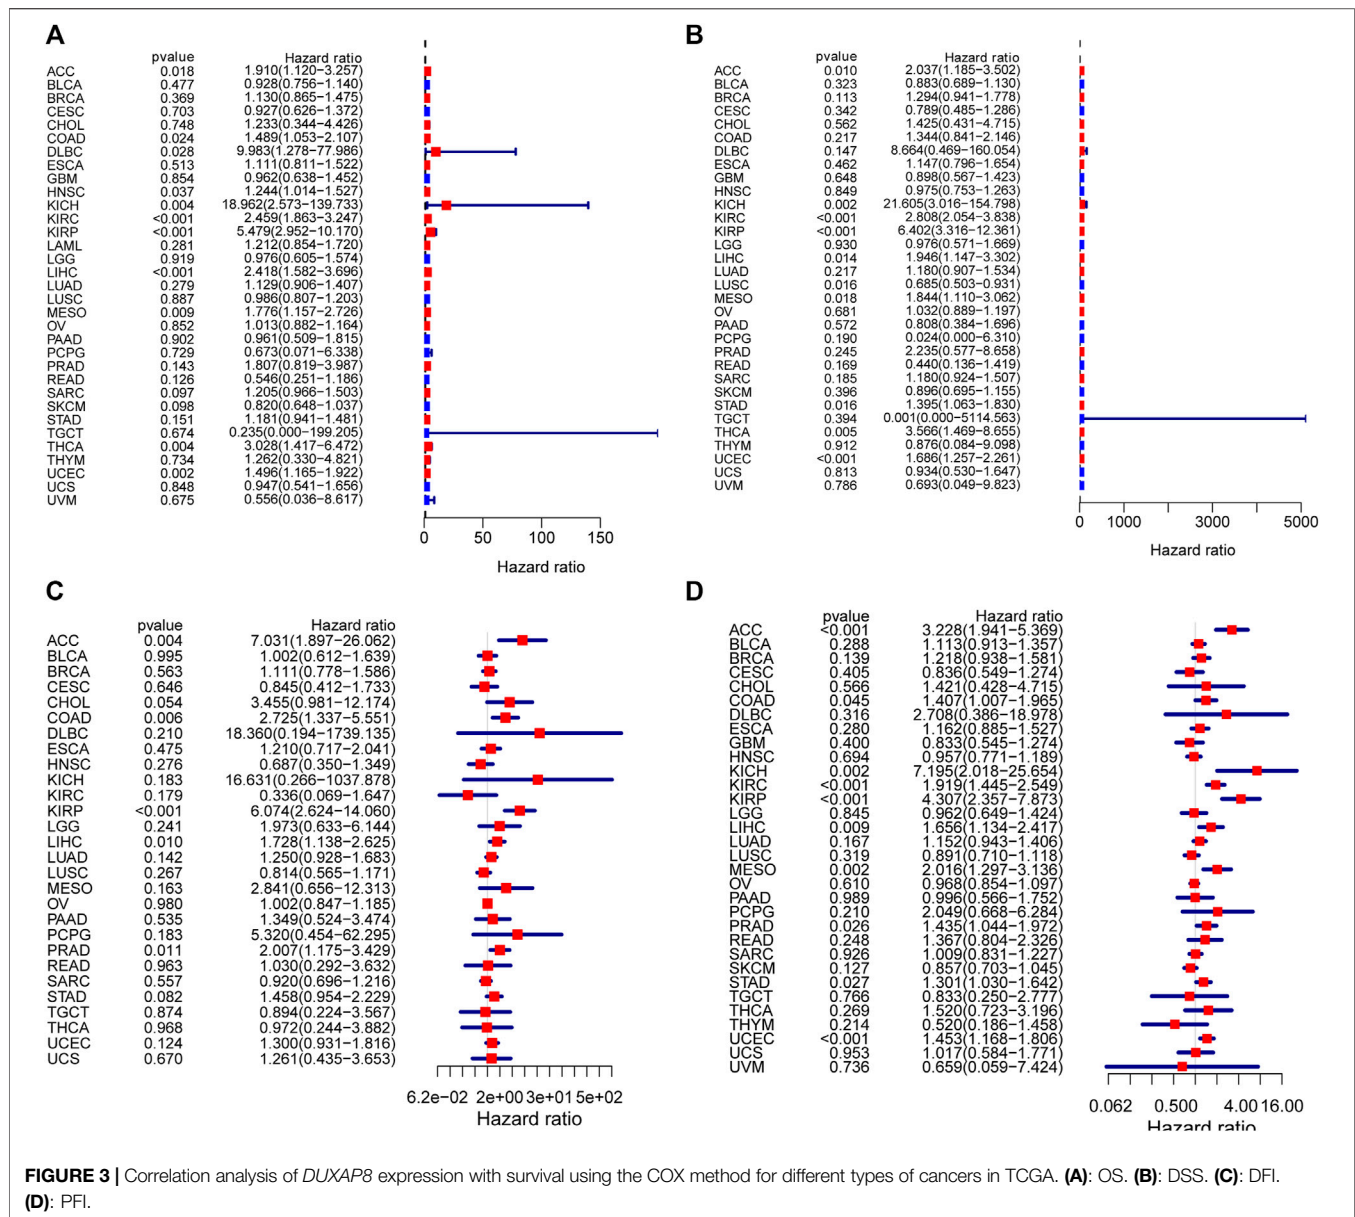 A
pvalue Hazard ratio
ACC 0.018 1.910(1.120−3.257)
BLCA 0.477 0.928(0.756−1.140)
BRCA 0.369 1.130(0.865−1.475)
CESC 0.703 0.927(0.626−1.372)
CHOL 0.748 1.233(0.344−4.426)
COAD 0.024 1.489(1.053−2.107)
DLBC 0.028 9.983(1.278−77.986)
ESCA 0.513 1.111(0.811−1.522)
GBM 0.854 0.962(0.638−1.452)
HNSC 0.037 1.244(1.014−1.527)
KICH 0.004 18.962(2.573−139.733)
KIRC <0.001 2.459(1.863−3.247)
KIRP <0.001 5.479(2.952−10.170)
LAML 0.281 1.212(0.854−1.720)
LGG 0.919 0.976(0.605−1.574)
LIHC <0.001 2.418(1.582−3.696)
LUAD 0.279 1.129(0.906−1.407)
LUSC 0.887 0.986(0.807−1.203)
MESO 0.009 1.776(1.157−2.726)
OV 0.852 1.013(0.882−1.164)
PAAD 0.902 0.961(0.509−1.815)
PCPG 0.729 0.673(0.071−6.338)
PRAD 0.143 1.807(0.819−3.987)
READ 0.126 0.546(0.251−1.186)
SARC 0.097 1.205(0.966−1.503)
SKCM 0.098 0.820(0.648−1.037)
STAD 0.151 1.181(0.941−1.481)
TGCT 0.674 0.235(0.000−199.205)
THCA 0.004 3.028(1.417−6.472)
THYM 0.734 1.262(0.330−4.821)
UCEC 0.002 1.496(1.165−1.922)
UCS 0.848 0.947(0.541−1.656)
UVM 0.675 0.556(0.036−8.617)
0 50 100 150
Hazard ratio
B
pvalue Hazard ratio
ACC 0.010 2.037(1.185−3.502)
BLCA 0.323 0.883(0.689−1.130)
BRCA 0.113 1.294(0.941−1.778)
CESC 0.342 0.789(0.485−1.286)
CHOL 0.562 1.425(0.431−4.715)
COAD 0.217 1.344(0.841−2.146)
DLBC 0.147 8.664(0.469−160.054)
ESCA 0.462 1.147(0.796−1.654)
GBM 0.648 0.898(0.567−1.423)
HNSC 0.849 0.975(0.753−1.263)
KICH 0.002 21.605(3.016−154.798)
KIRC <0.001 2.808(2.054−3.838)
KIRP <0.001 6.402(3.316−12.361)
LGG 0.930 0.976(0.571−1.669)
LIHC 0.014 1.946(1.147−3.302)
LUAD 0.217 1.180(0.907−1.534)
LUSC 0.016 0.685(0.503−0.931)
MESO 0.018 1.844(1.110−3.062)
OV 0.681 1.032(0.889−1.197)
PAAD 0.572 0.808(0.384−1.696)
PCPG 0.190 0.024(0.000−6.310)
PRAD 0.245 2.235(0.577−8.658)
READ 0.169 0.440(0.136−1.419)
SARC 0.185 1.180(0.924−1.507)
SKCM 0.396 0.896(0.695−1.155)
STAD 0.016 1.395(1.063−1.830)
TGCT 0.394 0.001(0.000−5114.563)
THCA 0.005 3.566(1.469−8.655)
THYM 0.912 0.876(0.084−9.098)
UCEC <0.001 1.686(1.257−2.261)
UCS 0.813 0.934(0.530−1.647)
UVM 0.786 0.693(0.049−9.823)
0 1000 3000 5000
Hazard ratio
C
pvalue Hazard ratio
ACC 0.004 7.031(1.897−26.062)
BLCA 0.995 1.002(0.612−1.639)
BRCA 0.563 1.111(0.778−1.586)
CESC 0.646 0.845(0.412−1.733)
CHOL 0.054 3.455(0.981−12.174)
COAD 0.006 2.725(1.337−5.551)
DLBC 0.210 18.360(0.194−1739.135)
ESCA 0.475 1.210(0.717−2.041)
HNSC 0.276 0.687(0.350−1.349)
KICH 0.183 16.631(0.266−1037.878)
KIRC 0.179 0.336(0.069−1.647)
KIRP <0.001 6.074(2.624−14.060)
LGG 0.241 1.973(0.633−6.144)
LIHC 0.010 1.728(1.138−2.625)
LUAD 0.142 1.250(0.928−1.683)
LUSC 0.267 0.814(0.565−1.171)
MESO 0.163 2.841(0.656−12.313)
OV 0.980 1.002(0.847−1.185)
PAAD 0.535 1.349(0.524−3.474)
PCPG 0.183 5.320(0.454−62.295)
PRAD 0.011 2.007(1.175−3.429)
READ 0.963 1.030(0.292−3.632)
SARC 0.557 0.920(0.696−1.216)
STAD 0.082 1.458(0.954−2.229)
TGCT 0.874 0.894(0.224−3.567)
THCA 0.968 0.972(0.244−3.882)
UCEC 0.124 1.300(0.931−1.816)
UCS 0.670 1.261(0.435−3.653)
6.2e−02 2e+00 3e+01 5e+02
Hazard ratio
D
pvalue Hazard ratio
ACC <0.001 3.228(1.941−5.369)
BLCA 0.288 1.113(0.913−1.357)
BRCA 0.139 1.218(0.938−1.581)
CESC 0.405 0.836(0.549−1.274)
CHOL 0.566 1.421(0.428−4.715)
COAD 0.045 1.407(1.007−1.965)
DLBC 0.316 2.708(0.386−18.978)
ESCA 0.280 1.162(0.885−1.527)
GBM 0.400 0.833(0.545−1.274)
HNSC 0.694 0.957(0.771−1.189)
KICH 0.002 7.195(2.018−25.654)
KIRC <0.001 1.919(1.445−2.549)
KIRP <0.001 4.307(2.357−7.873)
LGG 0.845 0.962(0.649−1.424)
LIHC 0.009 1.656(1.134−2.417)
LUAD 0.167 1.152(0.943−1.406)
LUSC 0.319 0.891(0.710−1.118)
MESO 0.002 2.016(1.297−3.136)
OV 0.610 0.968(0.854−1.097)
PAAD 0.989 0.996(0.566−1.752)
PCPG 0.210 2.049(0.668−6.284)
PRAD 0.026 1.435(1.044−1.972)
READ 0.248 1.367(0.804−2.326)
SARC 0.926 1.009(0.831−1.227)
SKCM 0.127 0.857(0.703−1.045)
STAD 0.027 1.301(1.030−1.642)
TGCT 0.766 0.833(0.250−2.777)
THCA 0.269 1.520(0.723−3.196)
THYM 0.214 0.520(0.186−1.458)
UCEC <0.001 1.453(1.168−1.806)
UCS 0.953 1.017(0.584−1.771)
UVM 0.736 0.659(0.059−7.424)
0.062 0.500 4.00 16.00
Hazard ratio
FIGURE 3 | Correlation analysis of DUXAP8 expression with survival using the COX method for different types of cancers in TCGA. (A): OS. (B): DSS. (C): DFI.
(D): PFI.